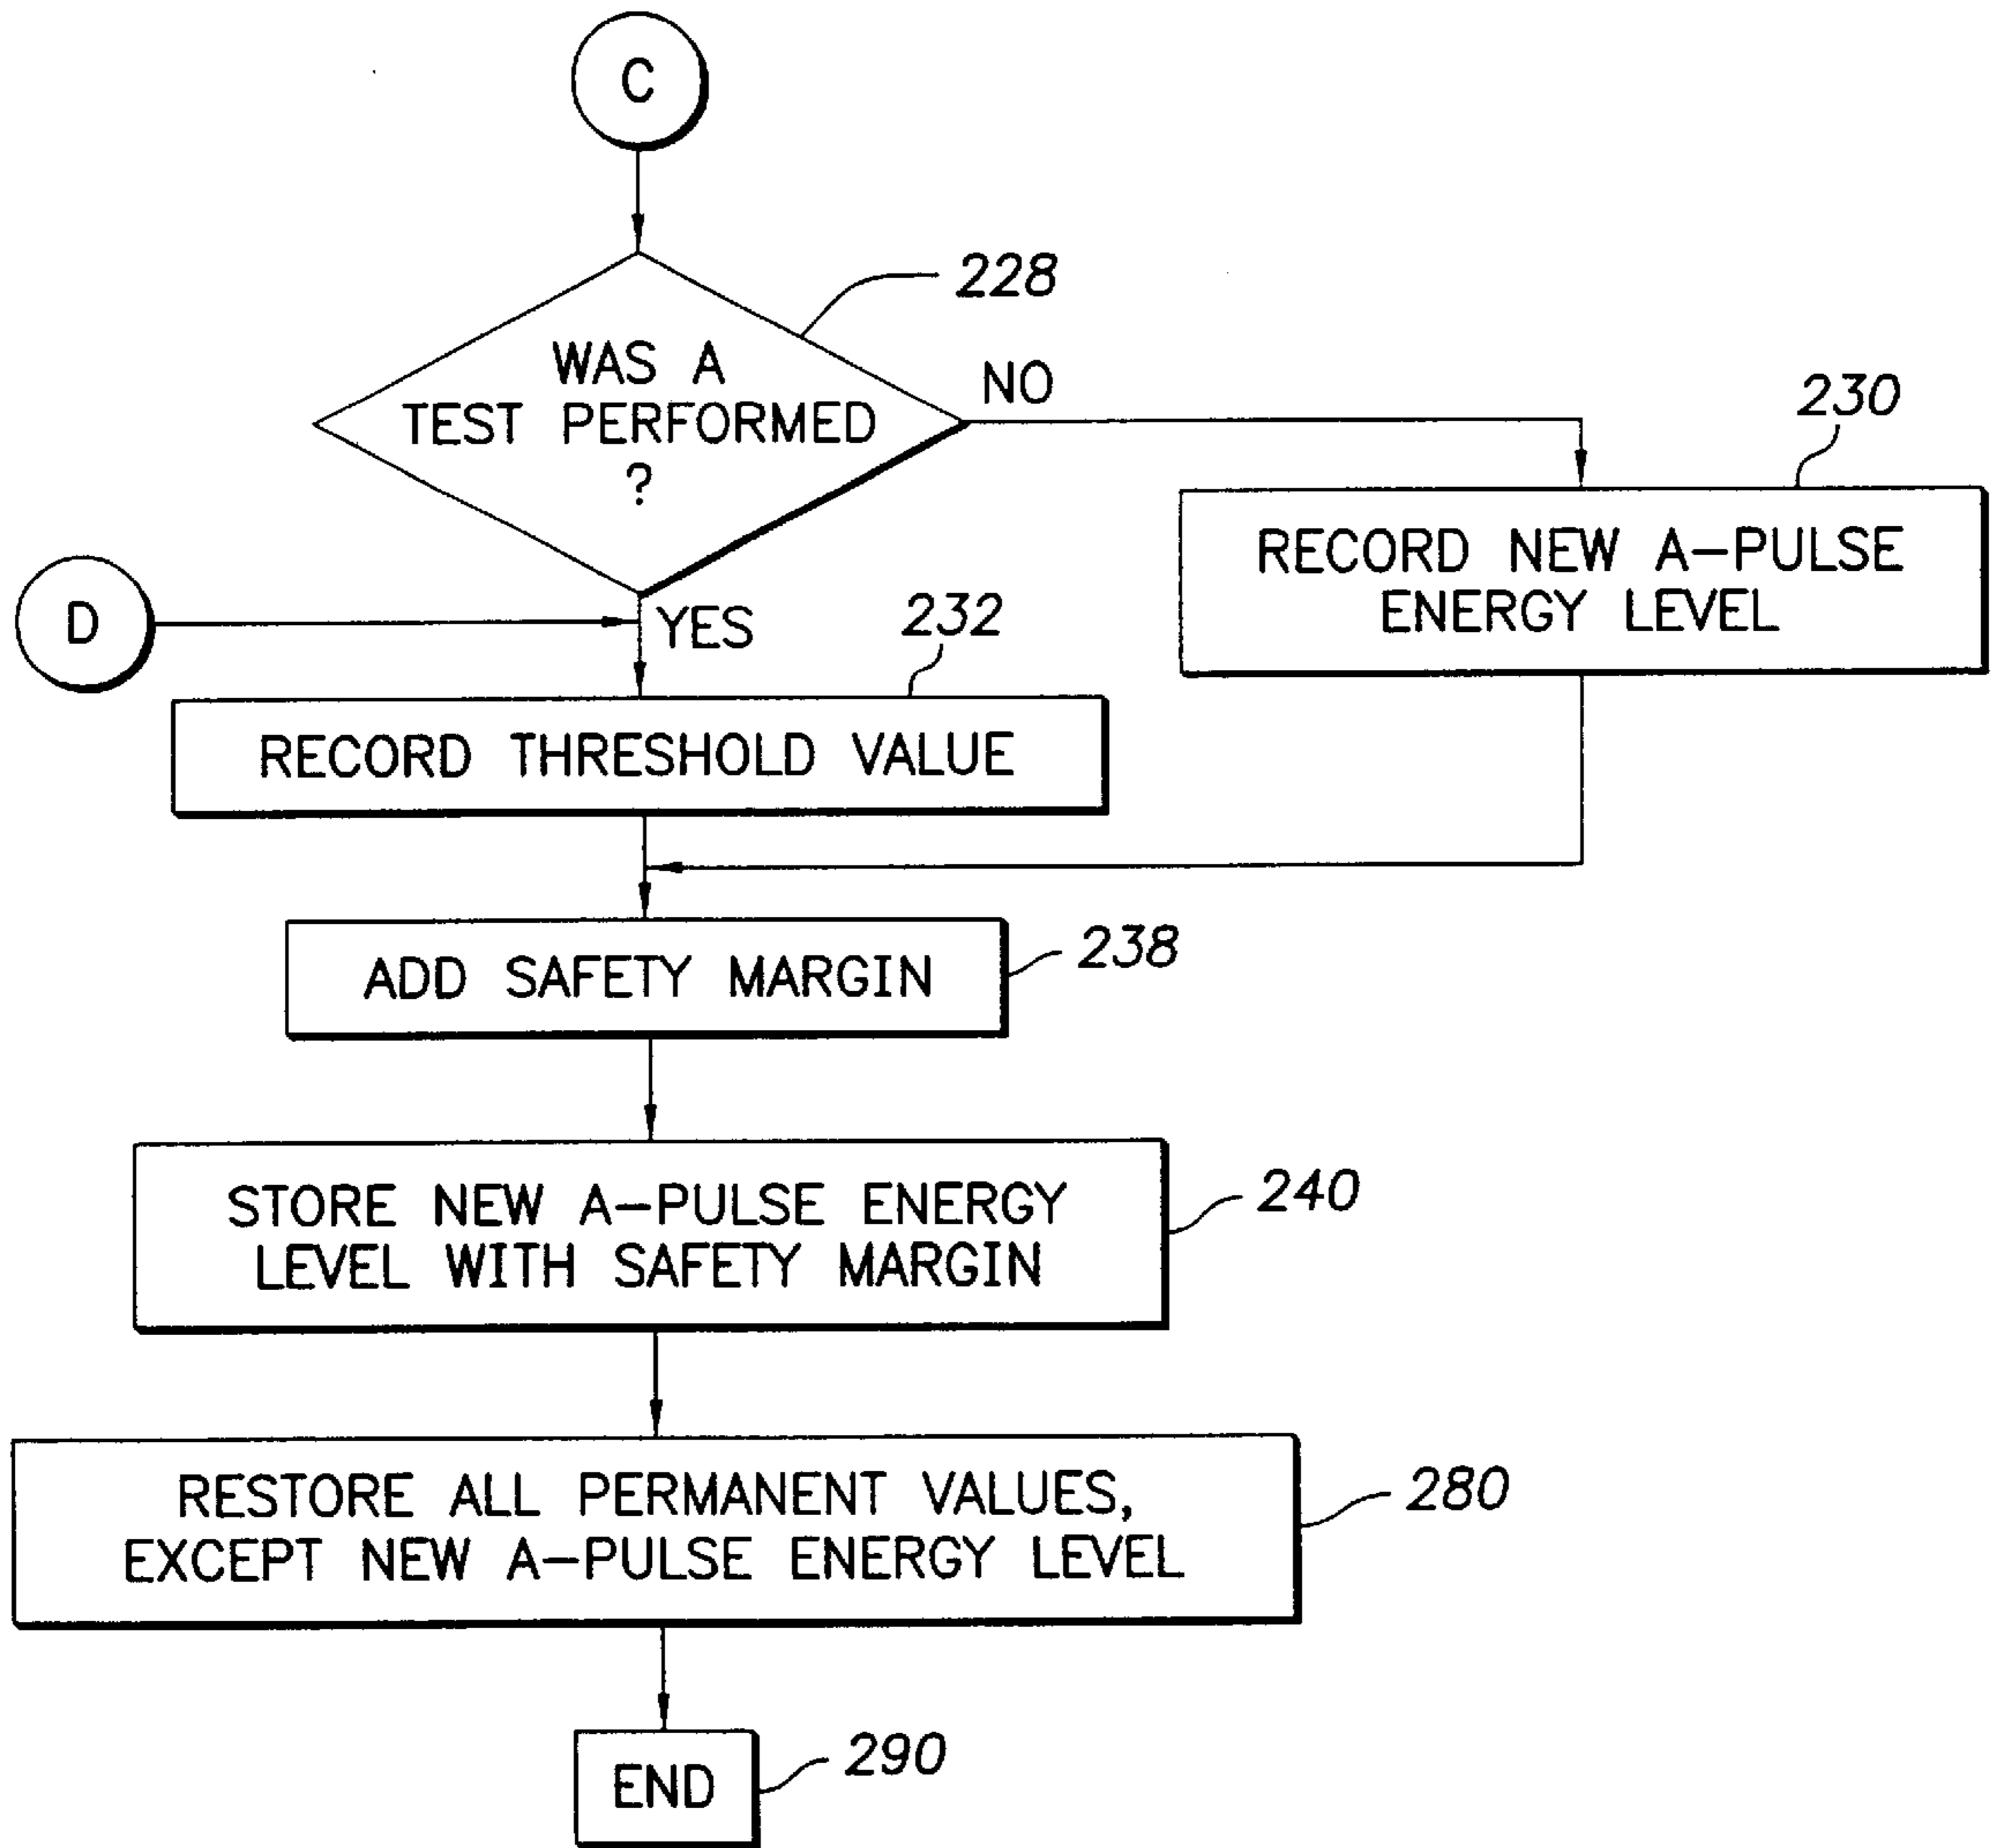 C
228
WAS A
TEST PERFORMED
?
NO
230
RECORD NEW A-PULSE
ENERGY LEVEL
D
YES
232
RECORD THRESHOLD VALUE
ADD SAFETY MARGIN
238
STORE NEW A-PULSE ENERGY
LEVEL WITH SAFETY MARGIN
240
RESTORE ALL PERMANENT VALUES,
EXCEPT NEW A-PULSE ENERGY LEVEL
280
END
290